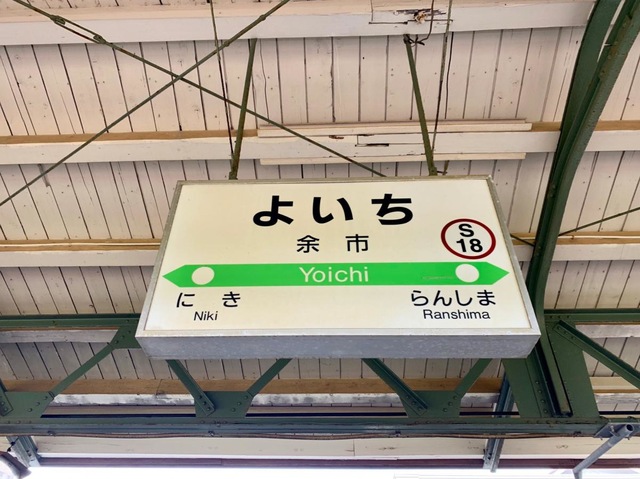 よいち
余市
S
18
Yoichi
にき
Niki
らんしま
Ranshima